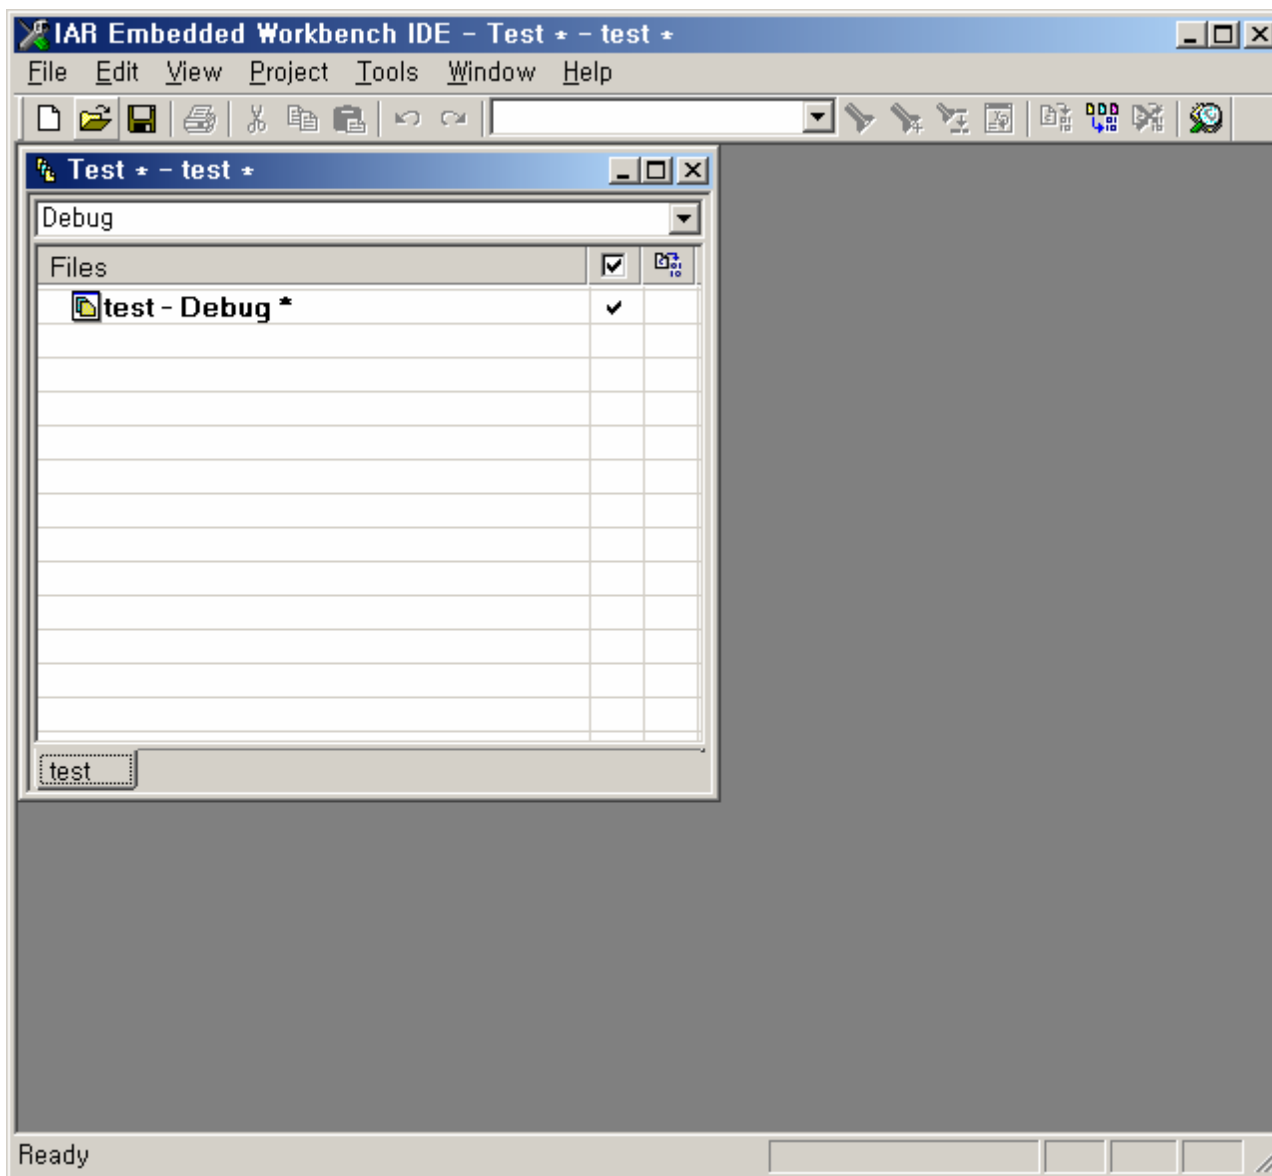 IAR Embedded Workbench IDE - Test * - test *
File Edit View Project Tools Window Help
Test * - test *
Debug
Files
test - Debug *
test
Ready